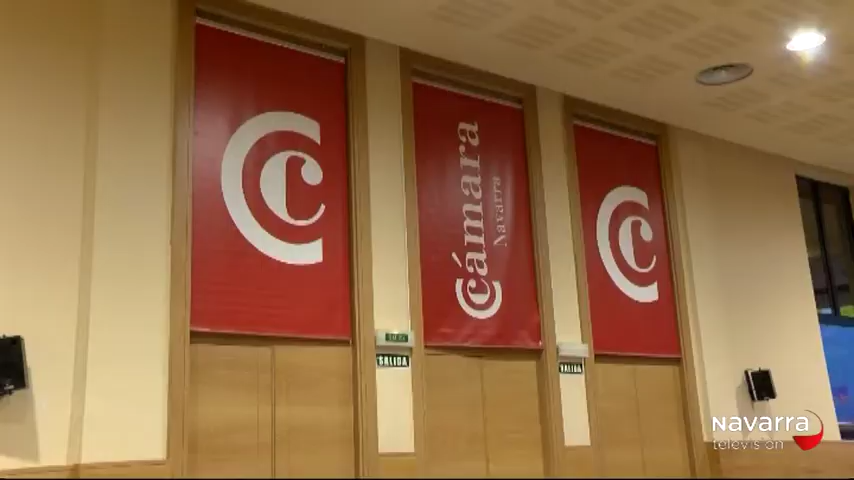 Cámara
Navarra
SALIDA
SALIDA
NAVARRA
televisión